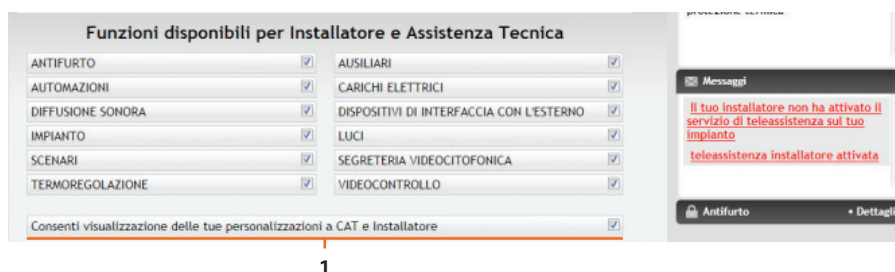 Funzioni disponibili per Installatore e Assistenza Tecnica
ANTIFURTO
AUSILIARI
AUTOMAZIONI
CARICHI ELETTRICI
DIFFUSIONE SONORA
DISPOSITIVI DI INTERFACCIA CON L'ESTERNO
IMPIANTO
LUCI
SCENARI
SEGRETERIA VIDEOCITOFONICA
TERMOREGOLAZIONE
VIDEOCONTROLLO
Consenti visualizzazione delle tue personalizzazioni a CAT e Installatore
1
protezione termica
Messaggi
Il tuo installatore non ha attivato il
servizio di teleassistenza sul tuo
impianto
teleassistenza installatore attivata
Antifurto • Dettagli